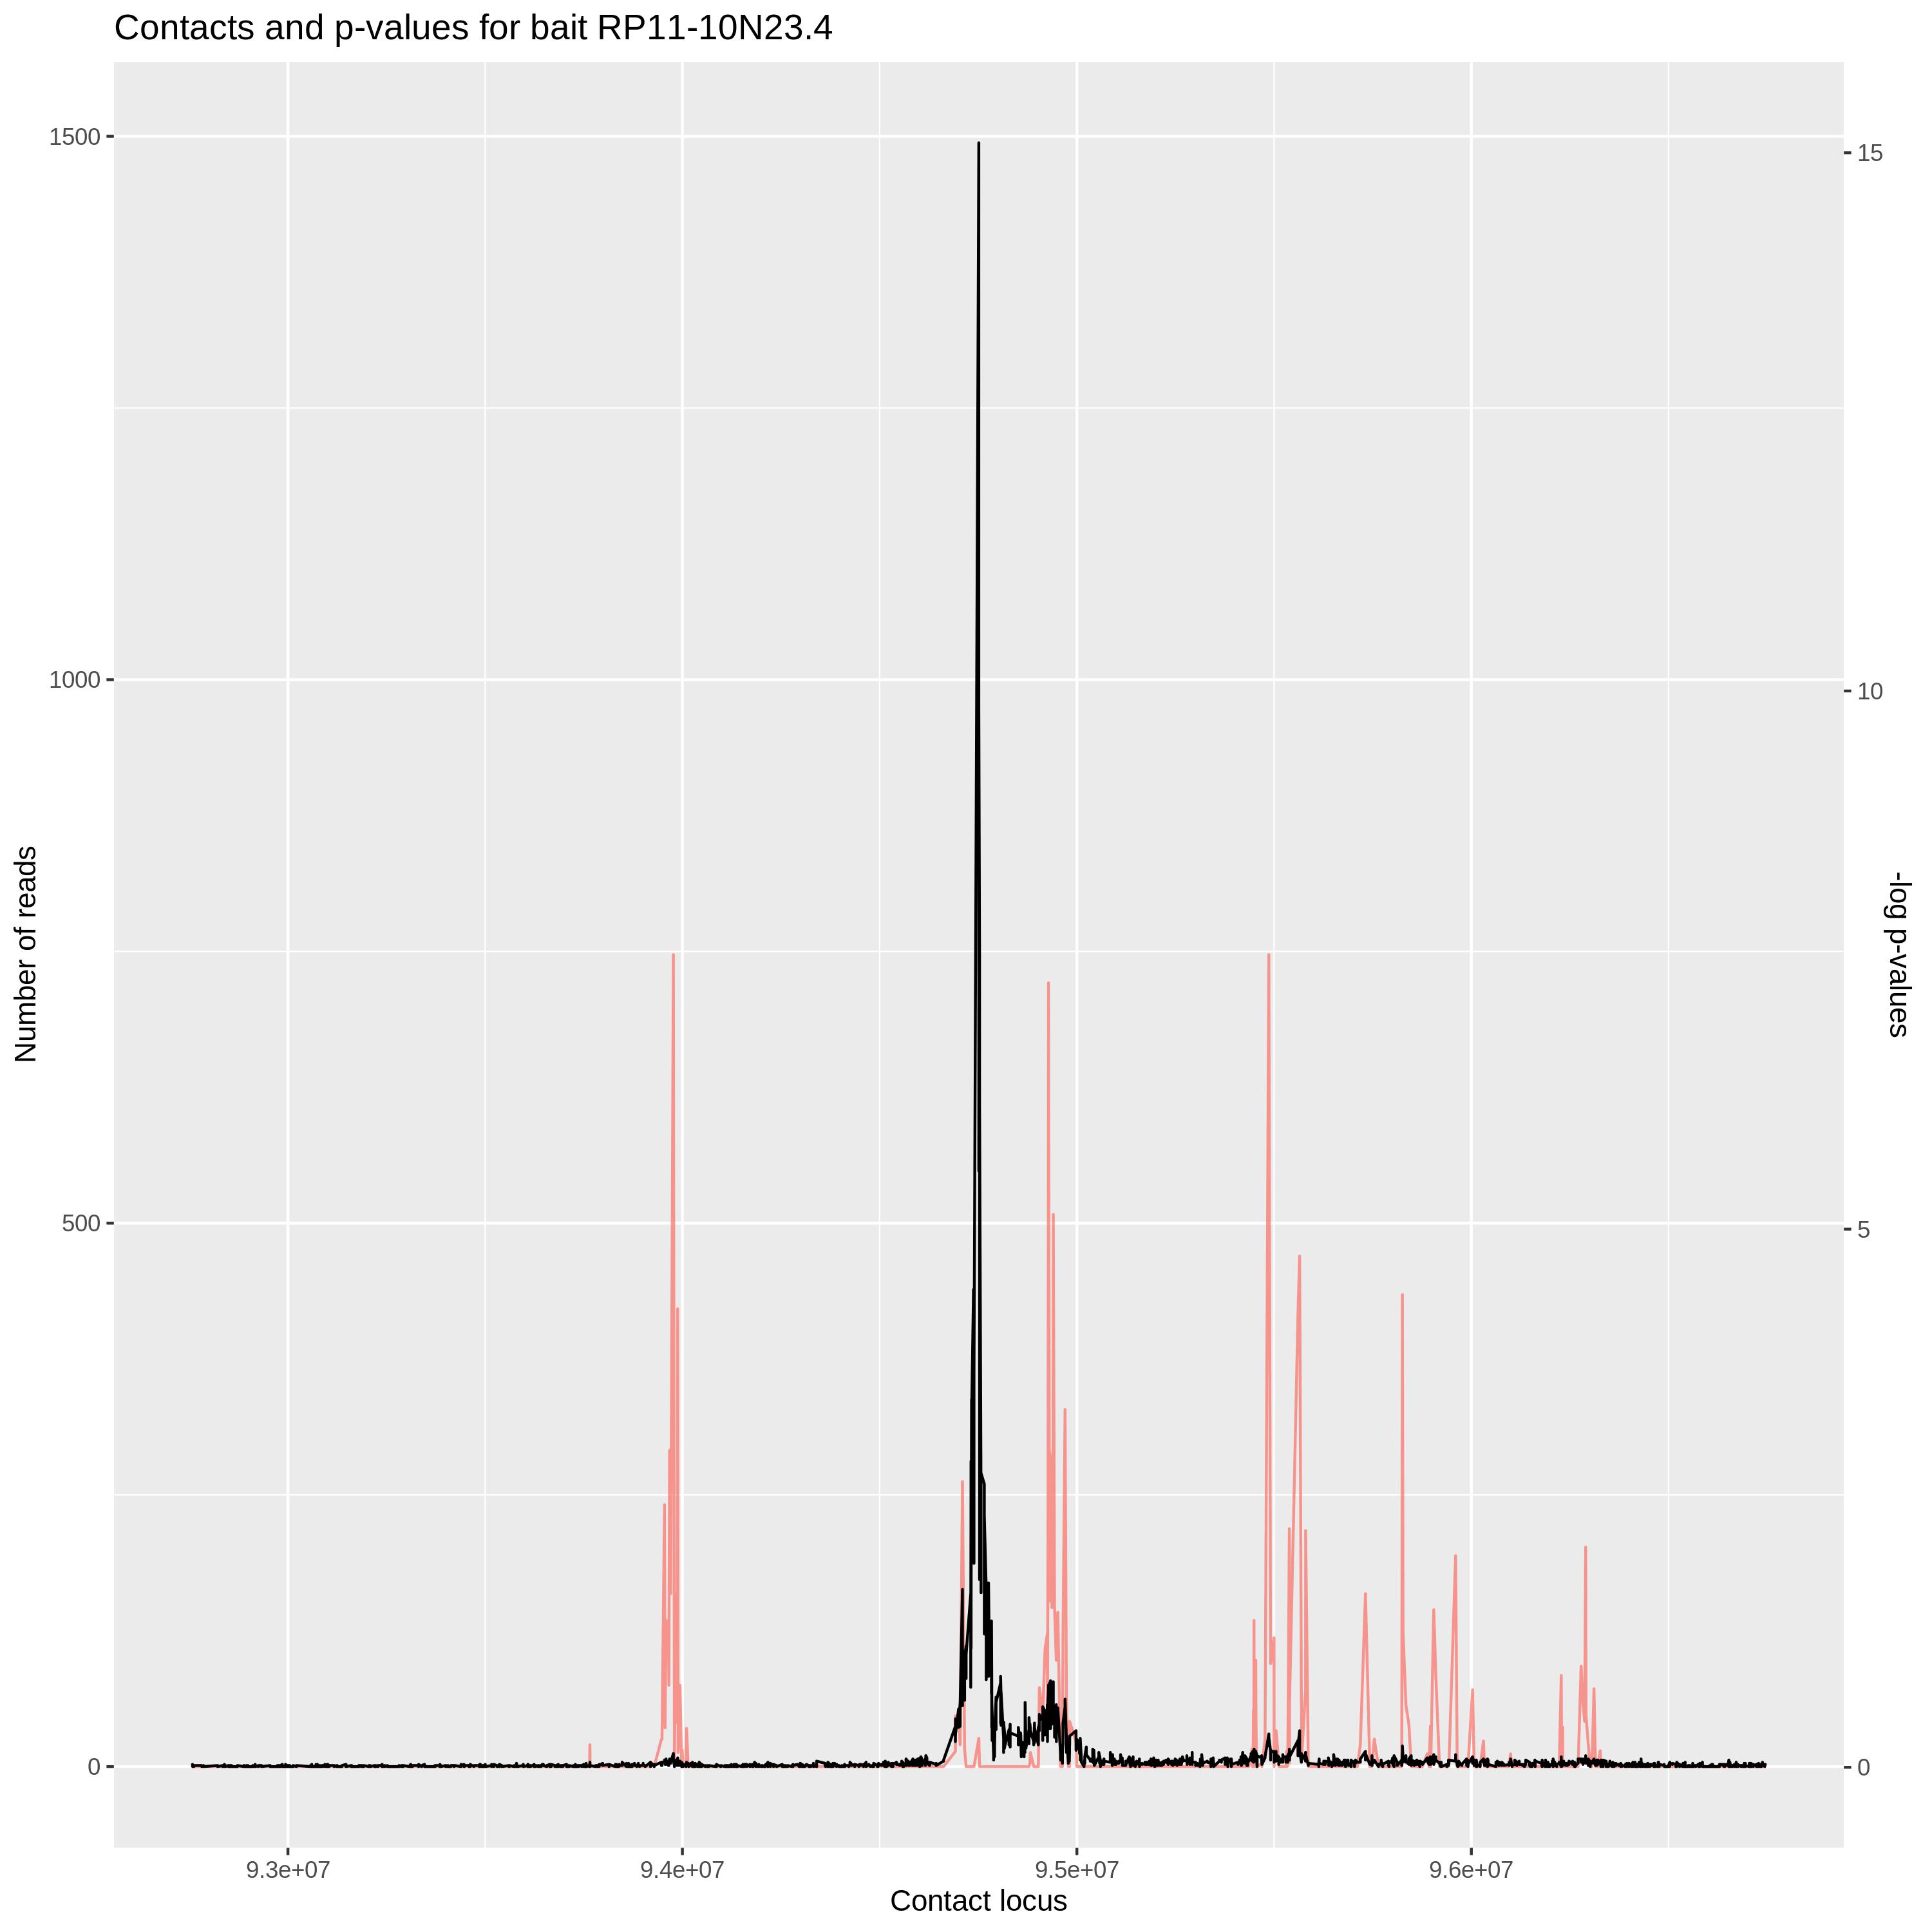 Contacts and p-values for bait RP11-10N23.4
1500
1000
500
0
Number of reads
15
10
5
0
-log p-values
9.3e+07
9.4e+07
9.5e+07
9.6e+07
Contact locus